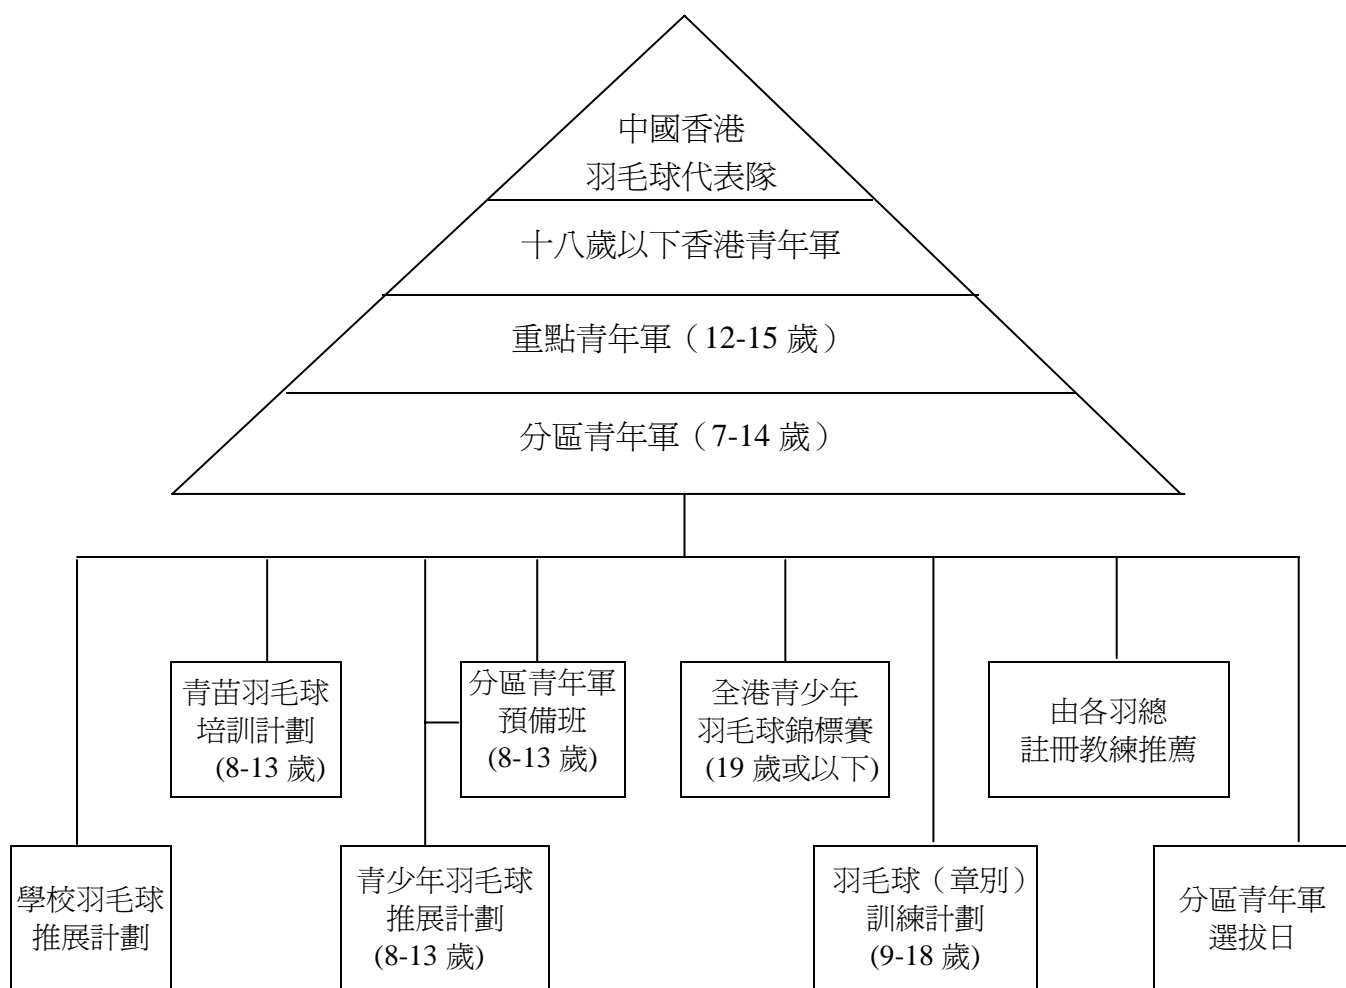 中國香港
羽毛球代表隊
十八歲以下香港青年軍
重點青年軍（12-15 歲）
分區青年軍（7-14 歲）
青苗羽毛球
培訓計劃
(8-13 歲)
分區青年軍
預備班
(8-13 歲)
全港青少年
羽毛球錦標賽
(19 歲或以下)
由各羽總
註冊教練推薦
學校羽毛球
推展計劃
青少年羽毛球
推展計劃
(8-13 歲)
羽毛球（章別）
訓練計劃
(9-18 歲)
分區青年軍
選拔日